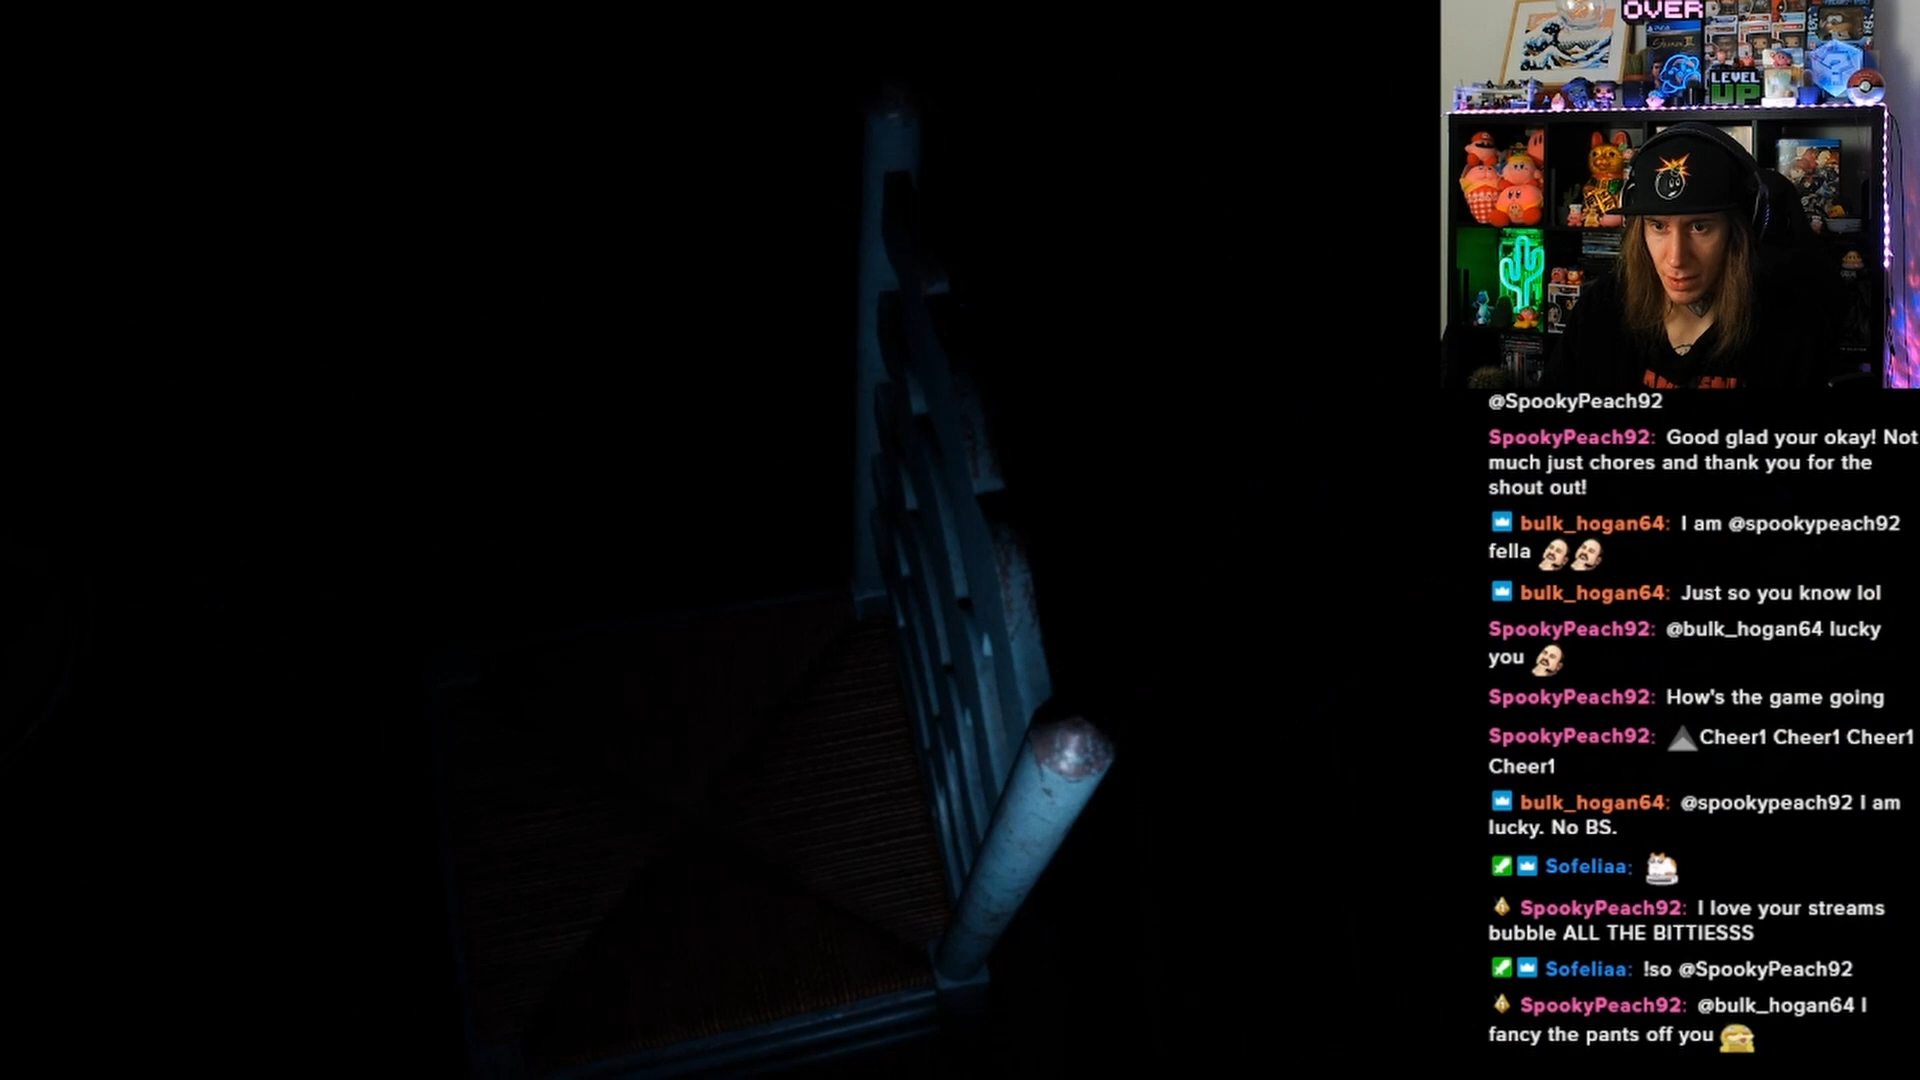 OVER
LEVEL
UP
@SpookyPeach92
SpookyPeach92: Good glad your okay! Not
much just chores and thank you for the
shout out!
bulk_hogan64: I am @spookypeach92
fella
bulk_hogan64: Just so you know lol
SpookyPeach92: @bulk_hogan64 lucky
you
SpookyPeach92: How's the game going
SpookyPeach92: Cheer1 Cheer1 Cheer1
Cheer1
bulk_hogan64: @spookypeach92 I am
lucky. No BS.
Sofeliaa:
SpookyPeach92: I love your streams
bubble ALL THE BITTIESSS
Sofeliaa: !so @SpookyPeach92
SpookyPeach92: @bulk_hogan64 I
fancy the pants off you